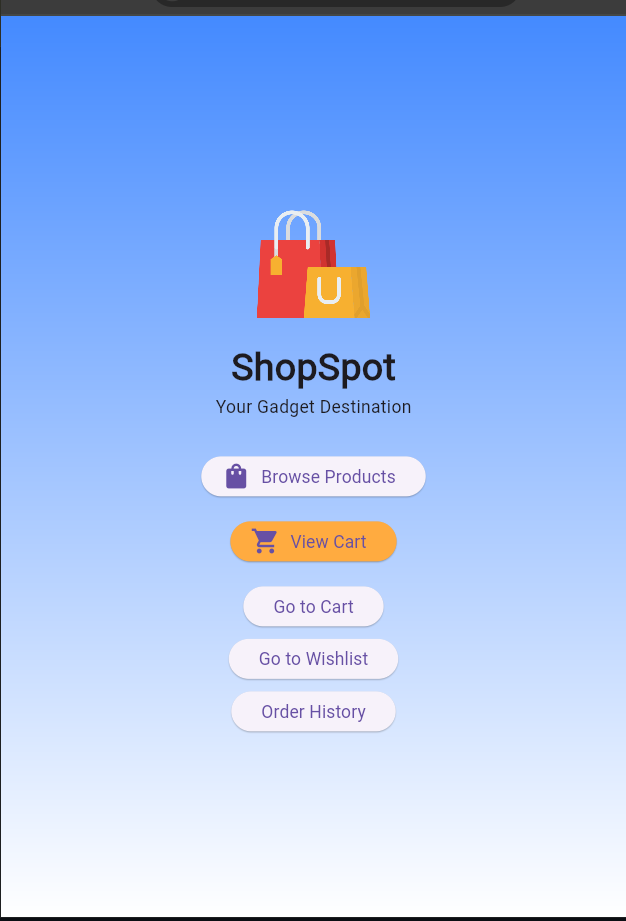 ShopSpot
Your Gadget Destination
Browse Products
View Cart
Go to Cart
Go to Wishlist
Order History